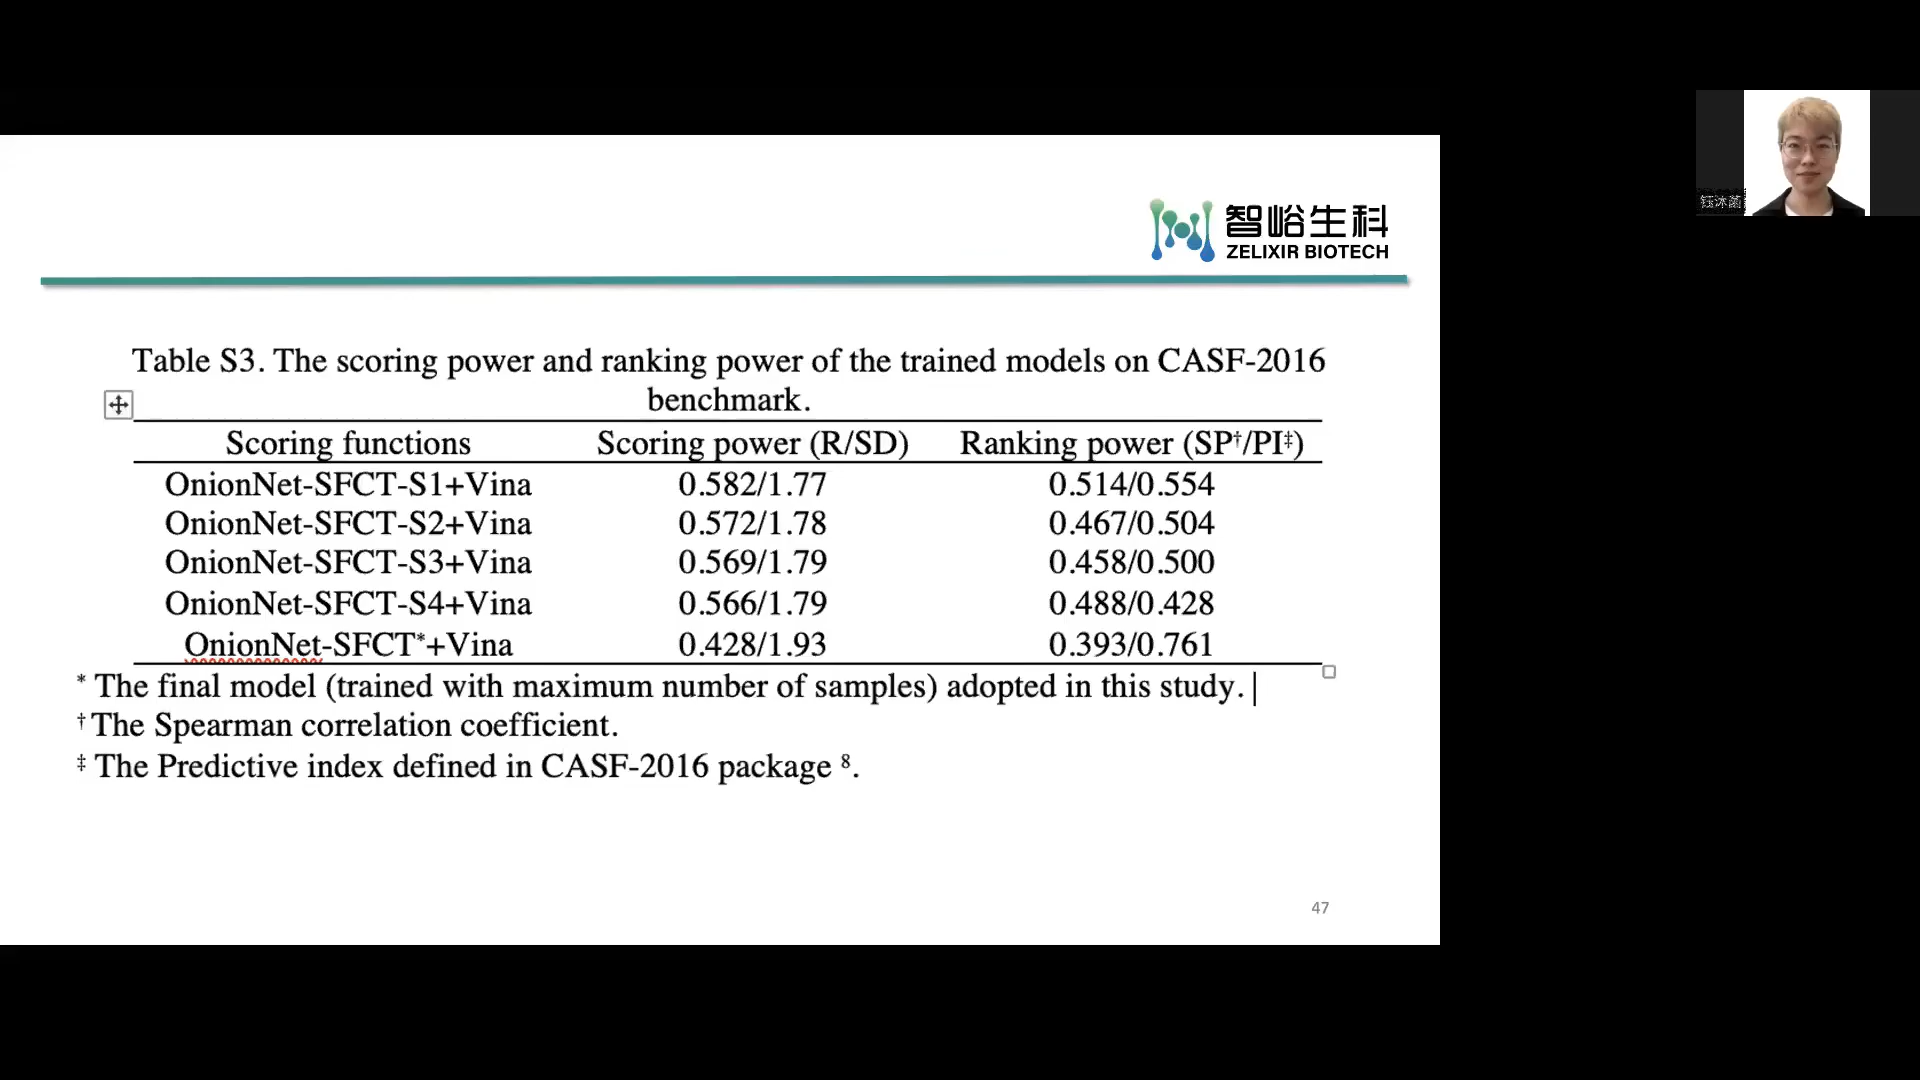 智峪生科
ZELIXIR BIOTECH
Table S3. The scoring power and ranking power of the trained models on CASF-2016
benchmark.
Scoring functions Scoring power (R/SD) Ranking power (SP†/PI‡)
OnionNet-SFCT-S1+Vina 0.582/1.77 0.514/0.554
OnionNet-SFCT-S2+Vina 0.572/1.78 0.467/0.504
OnionNet-SFCT-S3+Vina 0.569/1.79 0.458/0.500
OnionNet-SFCT-S4+Vina 0.566/1.79 0.488/0.428
OnionNet-SFCT*+Vina 0.428/1.93 0.393/0.761
* The final model (trained with maximum number of samples) adopted in this study.
† The Spearman correlation coefficient.
‡ The Predictive index defined in CASF-2016 package 8.
47